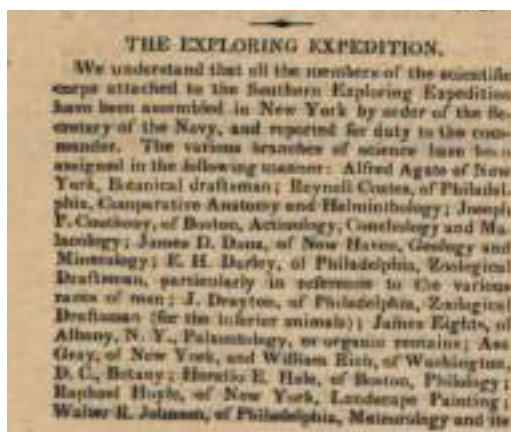 THE EXPLORING EXPEDITION.
We understand that all the members of the scientific
corps attached to the Southern Exploring Expedition
have been assembled in New York by order of the Se-
cretary of the Navy, and reported for duty to the com-
mander. The various branches of science have been
assigned in the following manner: Alfred Agate of New
York, Botanical draftsman; Reynell Coates, of Philadel-
phia, Comparative Anatomy and Helminthology; Joseph
P. Couthouy, of Boston, Actinology, Conchology and Ma-
lacology; James D. Dana, of New Haven, Geology and
Mineralogy; E. H. Darley, of Philadelphia, Zoological
Draftsman, particularly in reference to the various
races of men; J. Drayton, of Philadelphia, Zoological
Draftsman (for the inferior animals); James Eights, of
Albany, N. Y., Palaeontology, or organic remains; Asa
Gray, of New York, and William Rich, of Washington,
D. C., Botany; Horatio E. Hale, of Boston, Philology;
Raphael Hoyle, of New York, Landscape Painting;
Walter R. Johnson, of Philadelphia, Meteorology and its